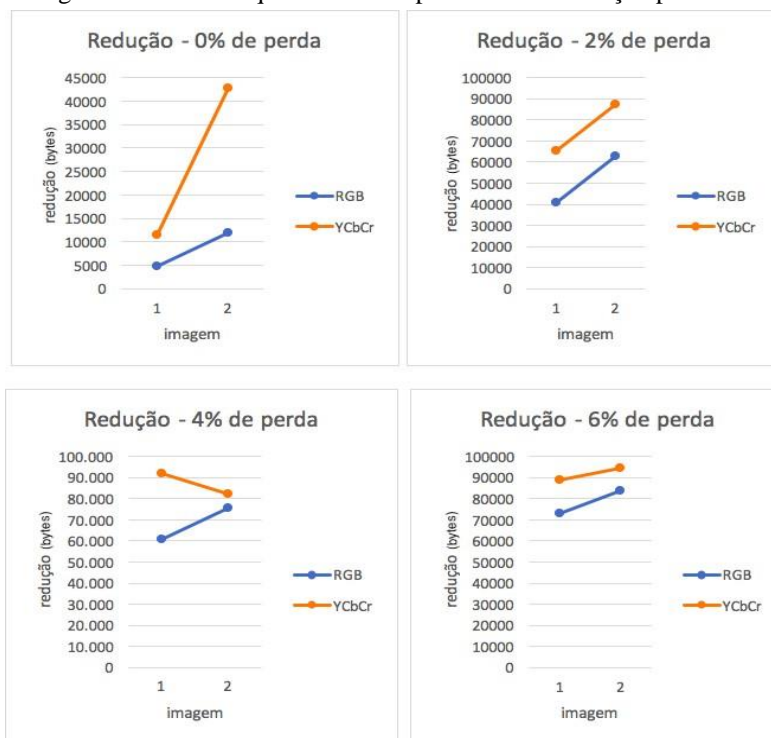 Redução - 0% de perda
45000
40000
35000
30000
25000
20000
15000
10000
5000
0
redução (bytes)
1 2
imagem
RGB
YCbCr
Redução - 2% de perda
100000
90000
80000
70000
60000
50000
40000
30000
20000
10000
0
redução (bytes)
1 2
imagem
RGB
YCbCr
Redução - 4% de perda
100.000
90.000
80.000
70.000
60.000
50.000
40.000
30.000
20.000
10.000
0
redução (bytes)
1 2
imagem
RGB
YCbCr
Redução - 6% de perda
100000
90000
80000
70000
60000
50000
40000
30000
20000
10000
0
redução (bytes)
1 2
imagem
RGB
YCbCr